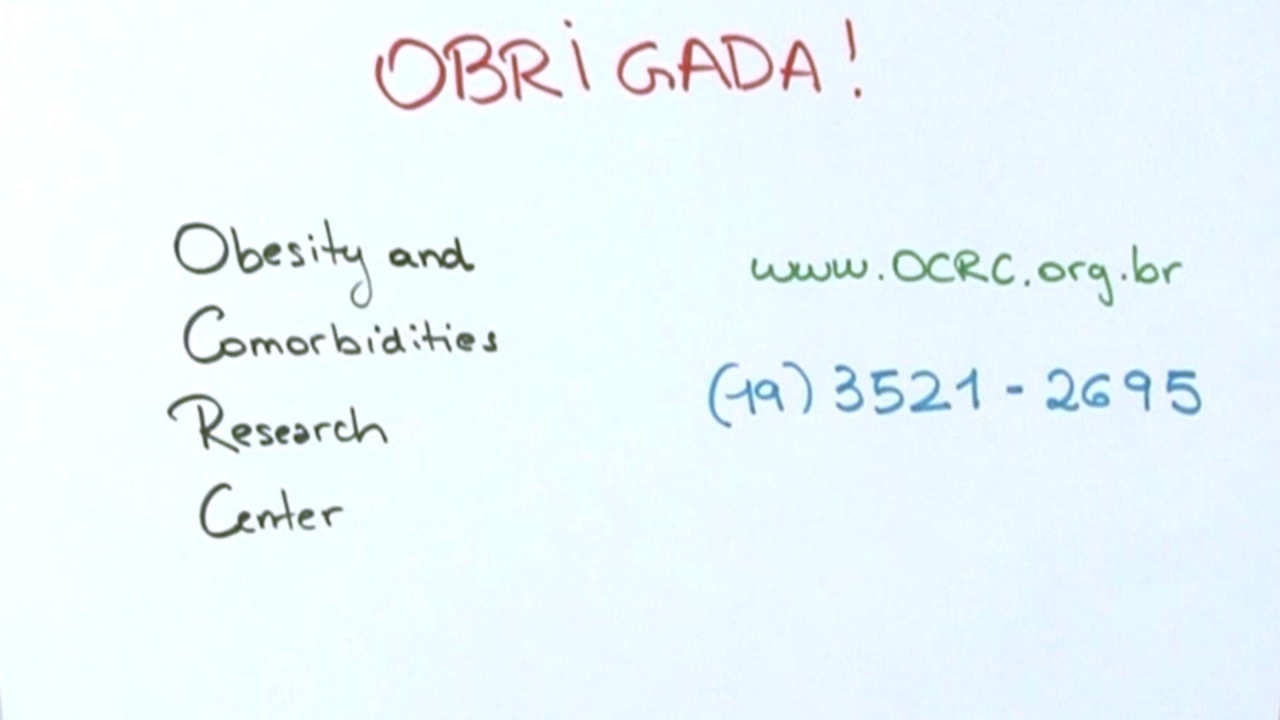 OBRIGADA!
Obesity and
Comorbidities
Research
Center
www.OCRC.org.br
(19) 3521-2695